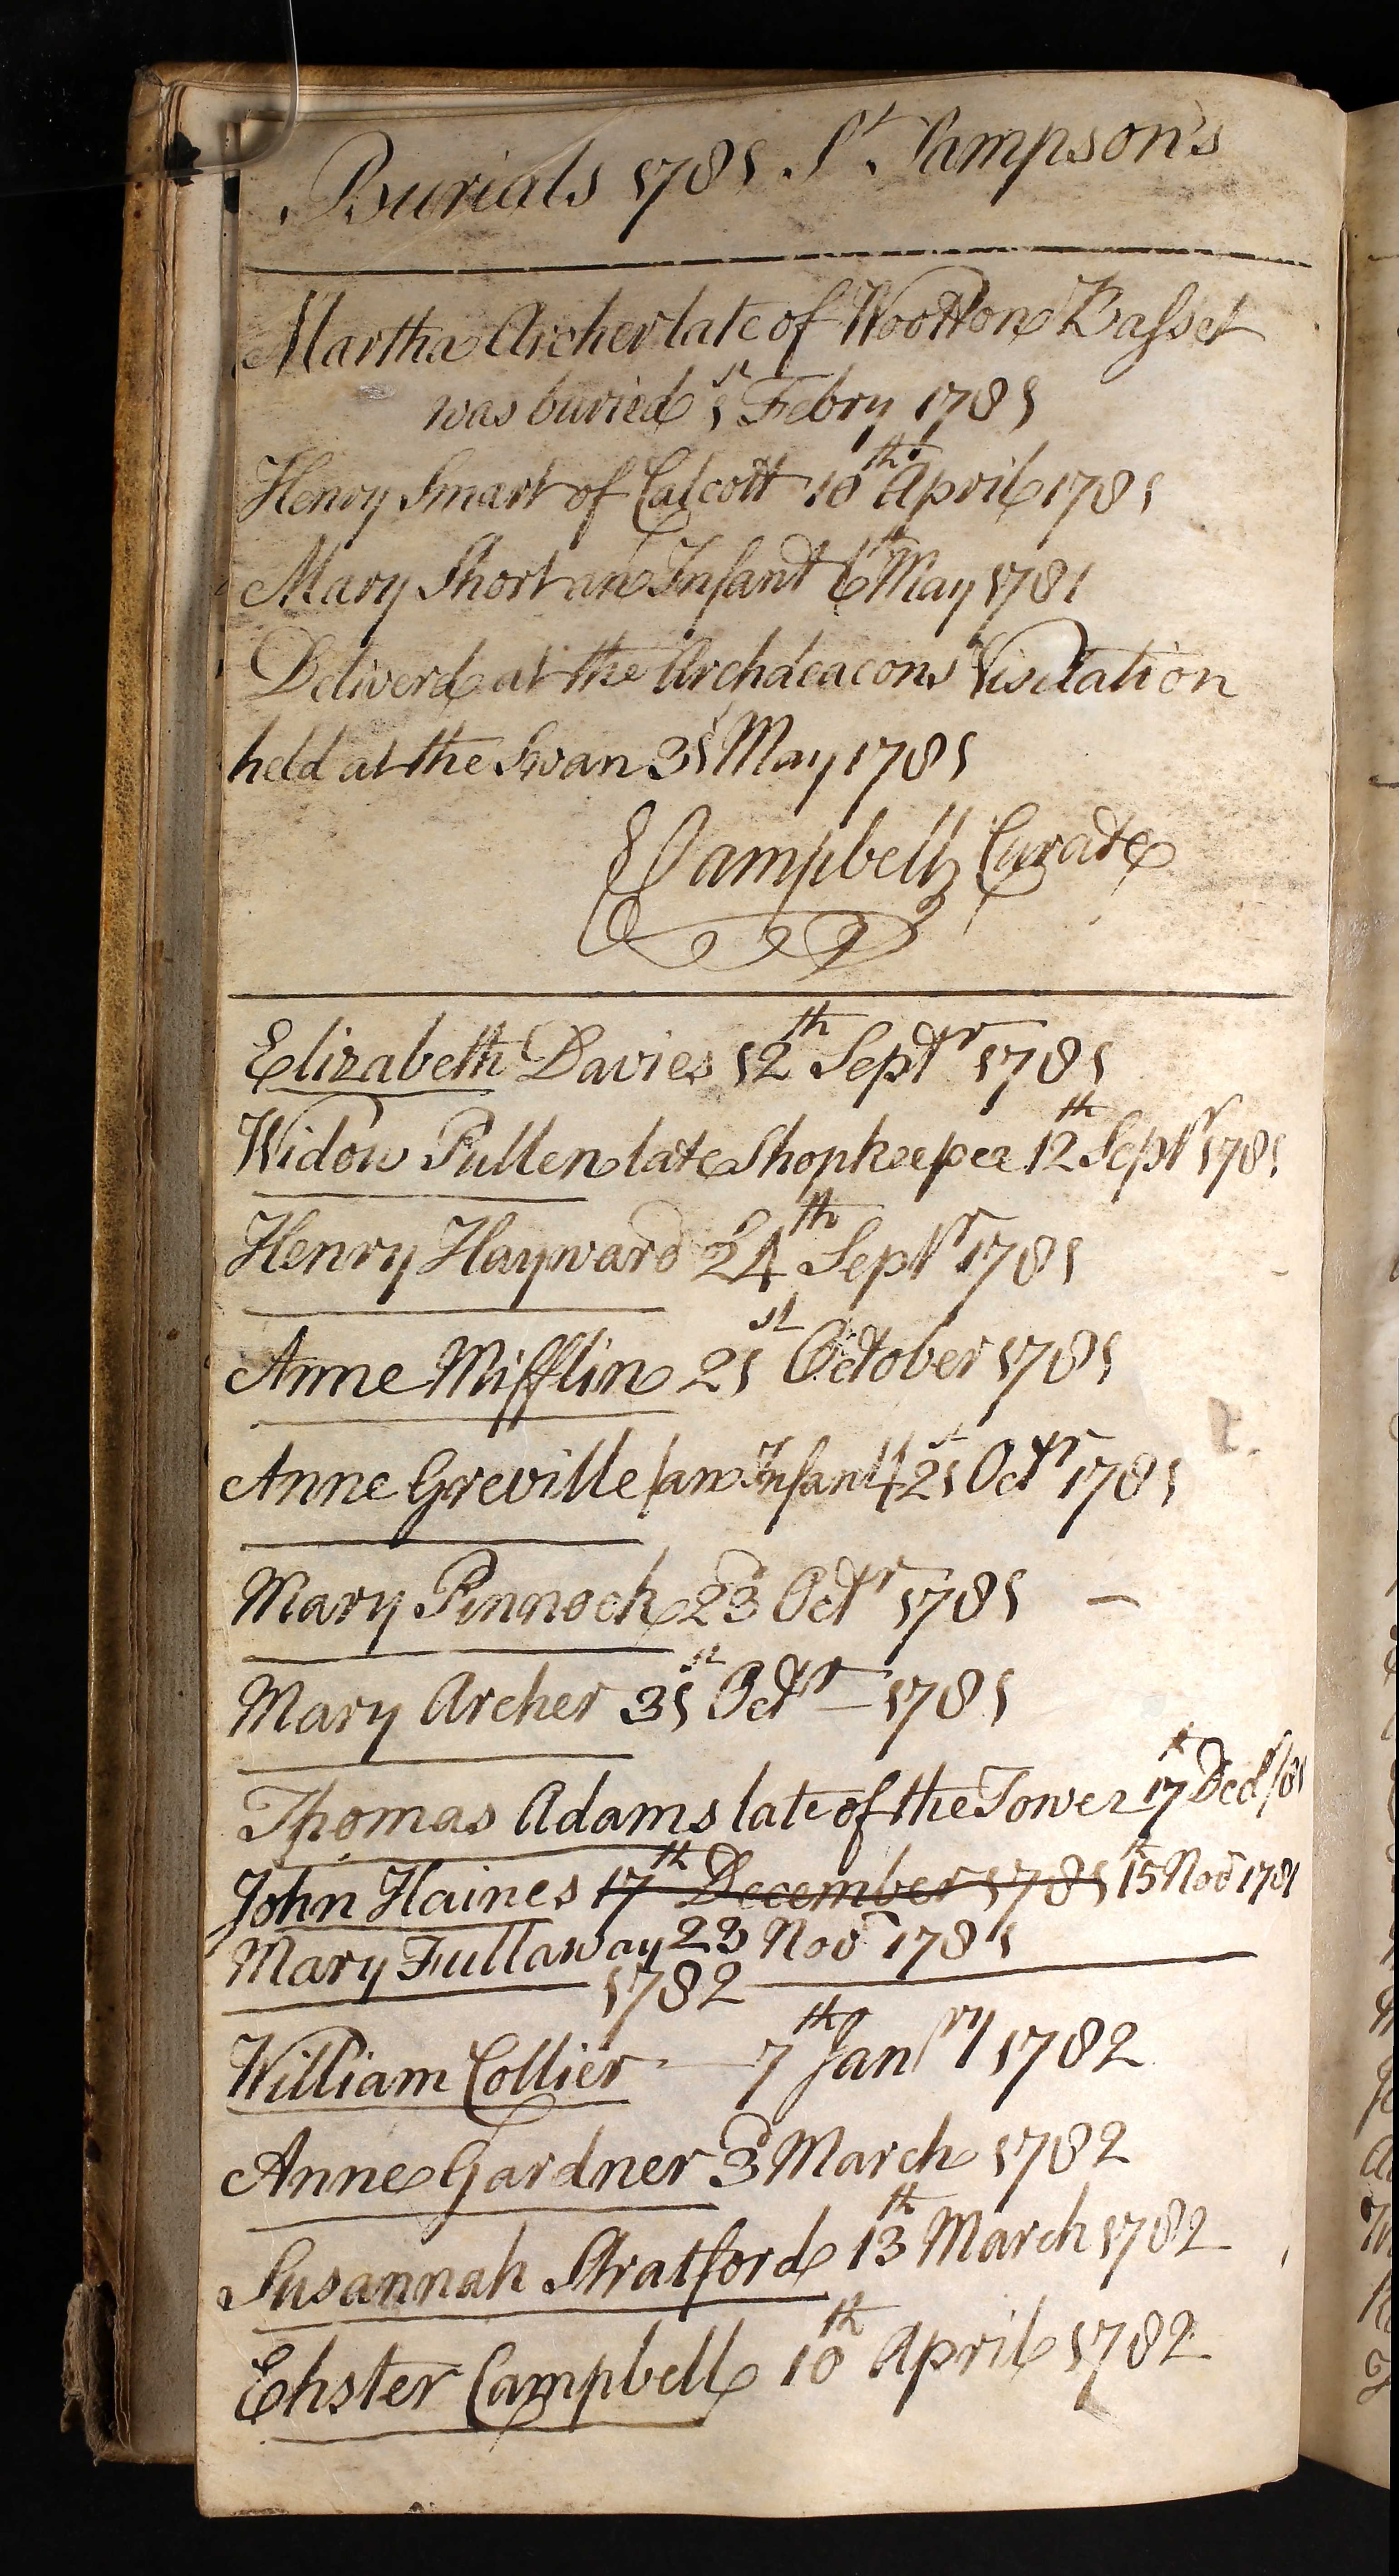 Burials 1781 St. Sampson's
Martha Archer late of Wootton Basset
was buried 1st Febry 1781
Henry Smart of Calcott 10th April 1781
Mary Short an Infant 6th May 1781
Deliverd at the Archdeacons Visitation
held at the Swan 31 May 1781
Campbell Curate
Elizabeth Davies 12th Septr 1781
Widow Pullen late Shopkeeper 12th Septr 1781
Henry Hayward 24th Septr 1781
Anne Mifflin 21st October 1781
Anne Greville /an Infant/ 21st Octr 1781
Mary Pinnock 23d Octr 1781 —
Mary Archer 31st Octr — 1781
Thomas Adams late of the Tower 17th Decr 1781
John Haines 17th December 1781 15th Novr 1781
Mary Fullaway 23 Novr 1781
1782
William Collier — 7th Janry 1782
Anne Gardner 3d March 1782
Susannah Stratford 13th March 1782
Ehster Campbell 10th April 1782